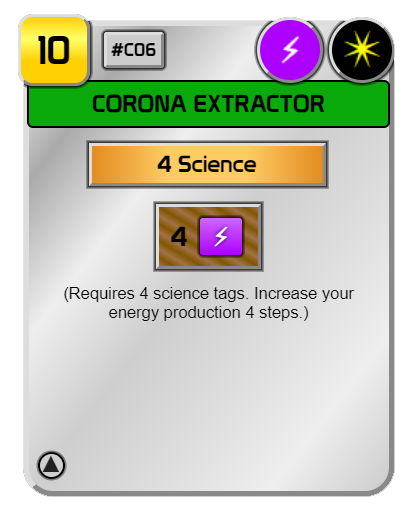 10
#C06
CORONA EXTRACTOR
4 Science
4
(Requires 4 science tags. Increase your
energy production 4 steps.)